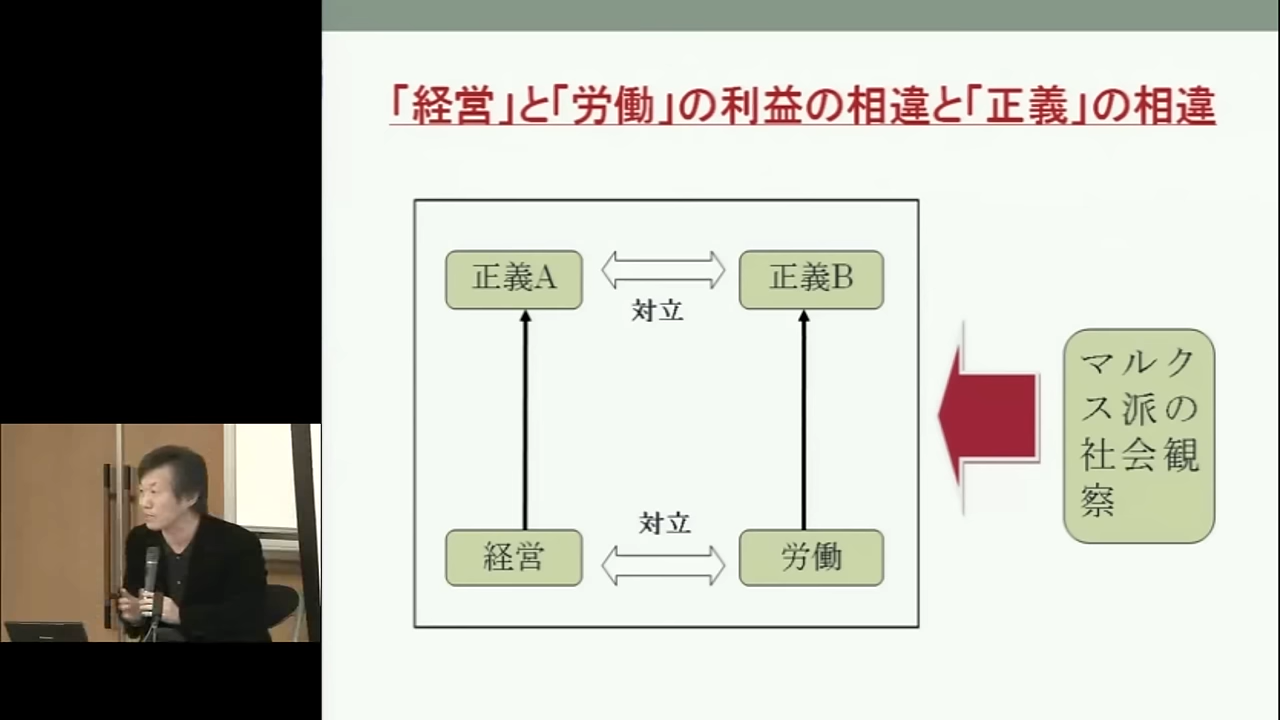 「経営」と「労働」の利益の相違と「正義」の相違
正義A
正義B
対立
対立
経営
労働
マルク
ス派の
社会観
察